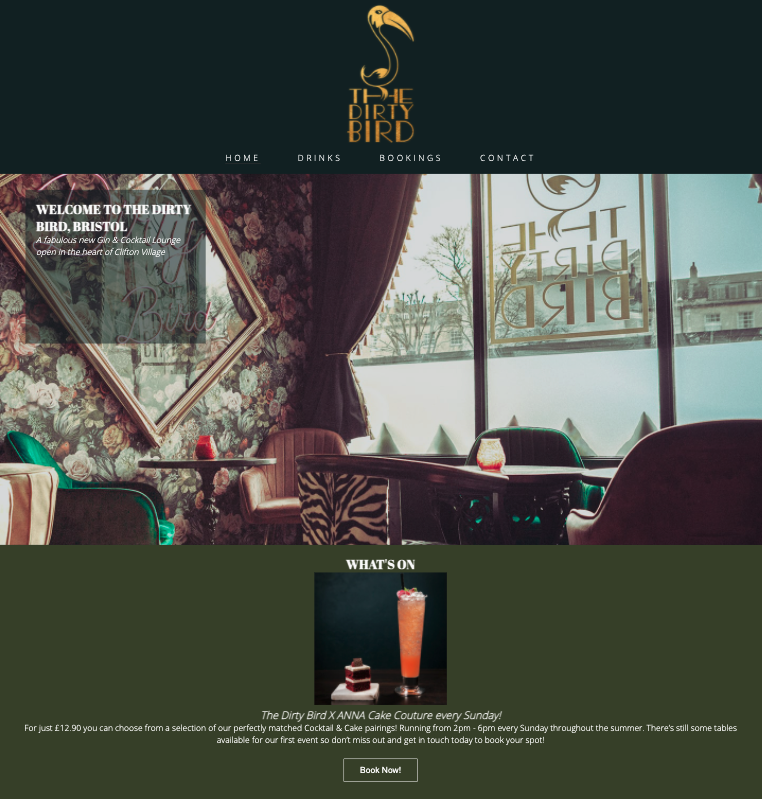 THE
DIRTY
BIRD
HOME DRINKS BOOKINGS CONTACT
WELCOME TO THE DIRTY
BIRD, BRISTOL
A fabulous new Gin & Cocktail Lounge
open in the heart of Clifton Village
Bird
THE
DIRTY
BIRD
WHAT'S ON
The Dirty Bird X ANNA Cake Couture every Sunday!
For just £12.90 you can choose from a selection of our perfectly matched Cocktail & Cake pairings! Running from 2pm - 6pm every Sunday throughout the summer. There's still some tables
available for our first event so don't miss out and get in touch today to book your spot!
Book Now!